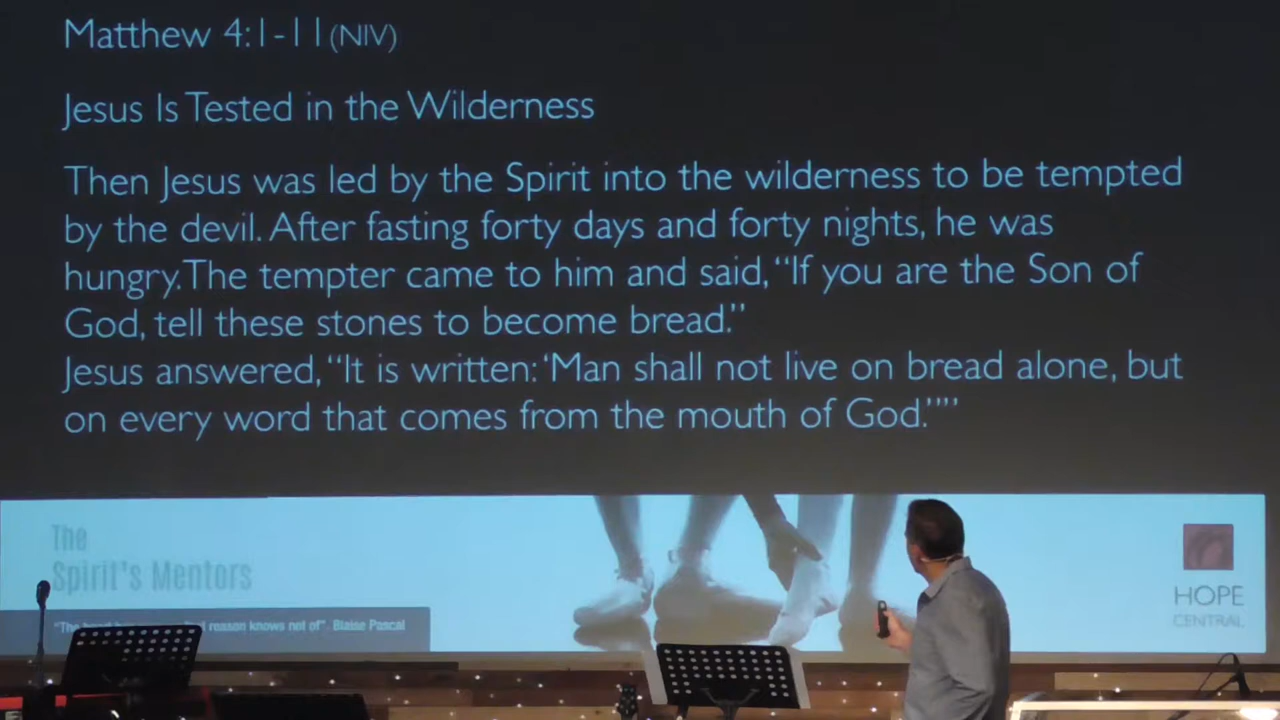 Matthew 4:1-11 (NIV)
Jesus Is Tested in the Wilderness
Then Jesus was led by the Spirit into the wilderness to be tempted
by the devil. After fasting forty days and forty nights, he was
hungry. The tempter came to him and said, “If you are the Son of
God, tell these stones to become bread.”
Jesus answered, “It is written: ‘Man shall not live on bread alone, but
on every word that comes from the mouth of God.’””
The
Spirit's Mentors
"The reason knows not of". Blaise Pascal
HOPE
CENTRAL